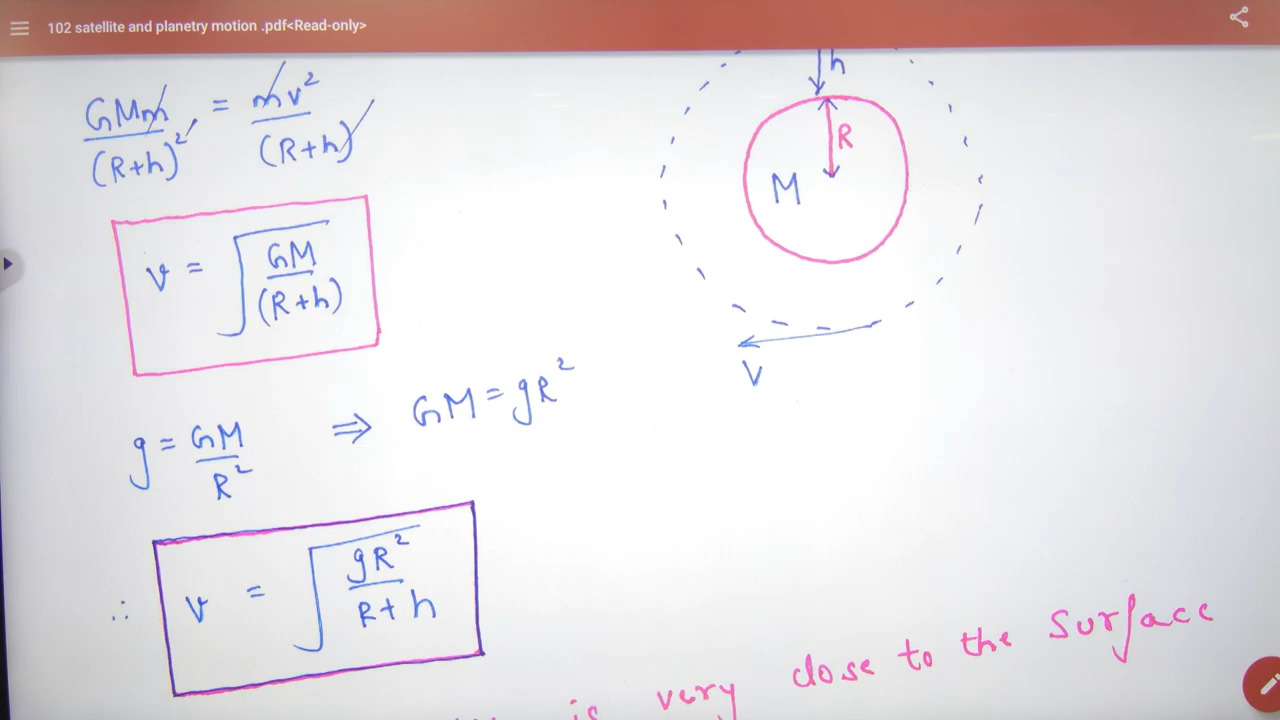 102 satellite and planetry motion .pdf<Read-only>
GMm/(R+h)² = mv²/(R+h)
h
R
M
v = √(GM/(R+h))
V
g = GM/R² ⇒ GM = gR²
∴ v = √(gR²/(R+h))
is very close to the surface